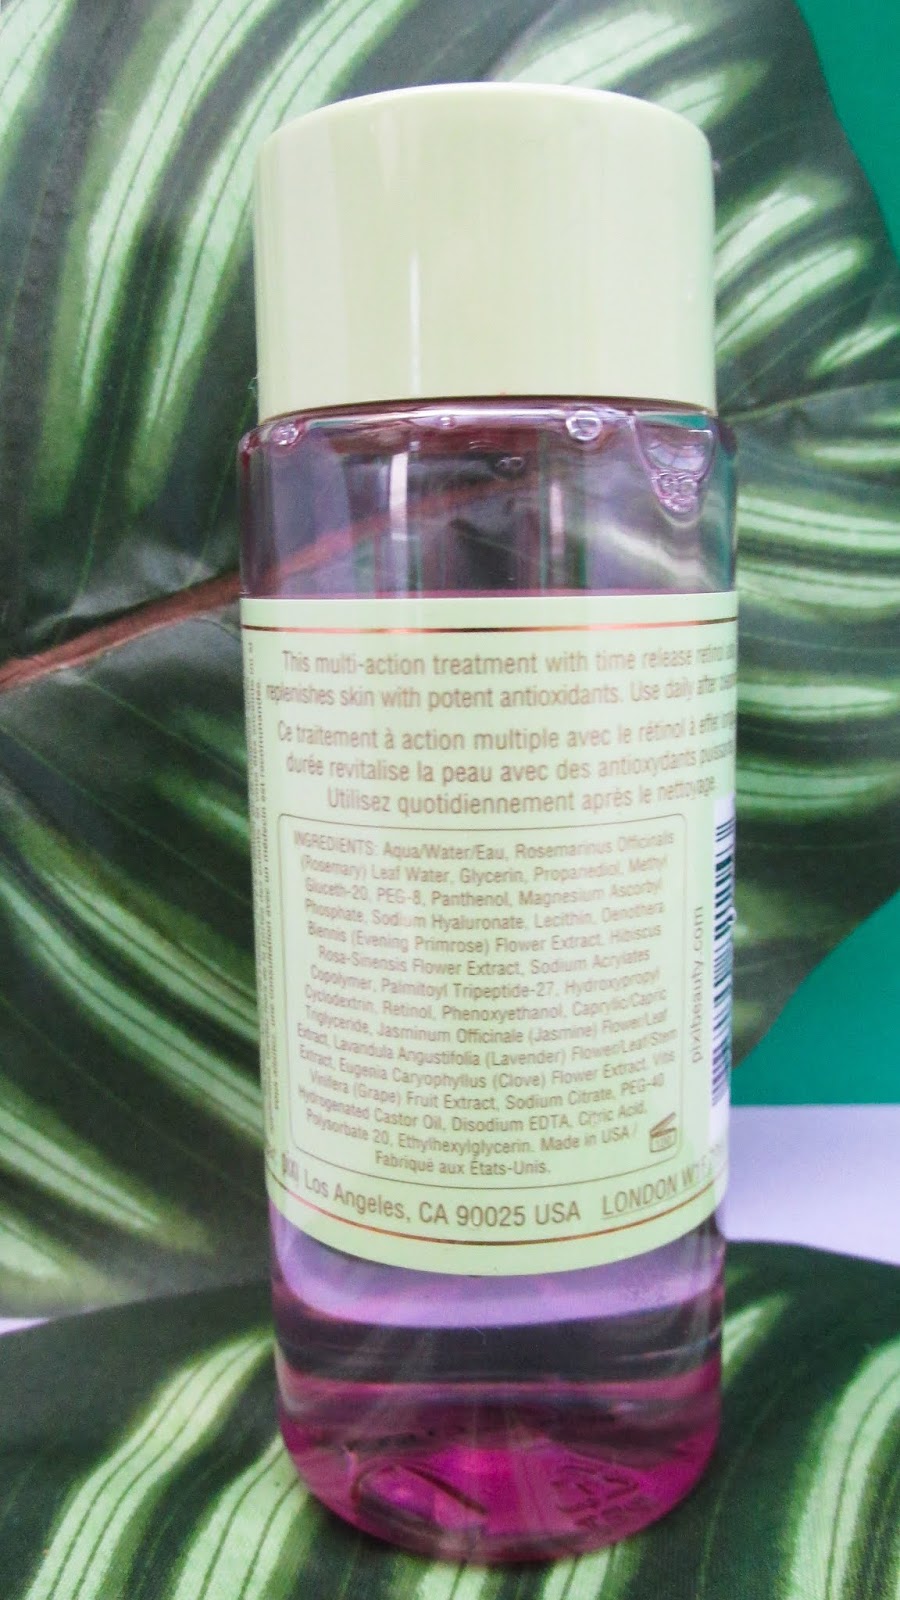 This multi-action treatment with time release retinol
replenishes skin with potent antioxidants. Use daily after
Ce traitement à action multiple avec le rétinol à effet
durée revitalise la peau avec des antioxydants
Utilisez quotidiennement après le nettoyage.
INGREDIENTS: Aqua/Water/Eau, Rosemarinus Officinalis
(Rosemary) Leaf Water, Glycerin, Propanediol, Methyl
Gluceth-20, PEG-8, Panthenol, Magnesium Ascorbyl
Phosphate, Sodium Hyaluronate, Lecithin, Oenothera
Biennis (Evening Primrose) Flower Extract, Hibiscus
Rosa-Sinensis Flower Extract, Sodium Acrylates
Copolymer, Palmitoyl Tripeptide-27, Hydroxypropyl
Cyclodextrin, Retinol, Phenoxyethanol, Caprylic/Capric
Triglyceride, Jasminum Officinale (Jasmine) Flower/Leaf
Extract, Lavandula Angustifolia (Lavender) Flower/Leaf/Stem
Extract, Eugenia Caryophyllus (Clove) Flower Extract, Vitis
Vinifera (Grape) Fruit Extract, Sodium Citrate, PEG-40
Hydrogenated Castor Oil, Disodium EDTA, Citric Acid,
Polysorbate 20, Ethylhexylglycerin. Made in USA /
Fabriqué aux États-Unis.
pixi Los Angeles, CA 90025 USA LONDON
pixibeauty.com